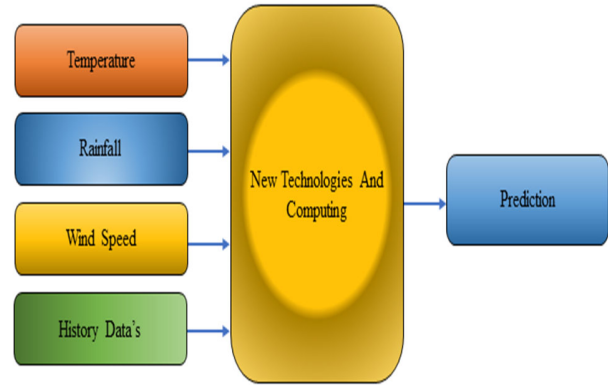 Temperature
Rainfall
Wind Speed
History Data's
New Technologies And
Computing
Prediction